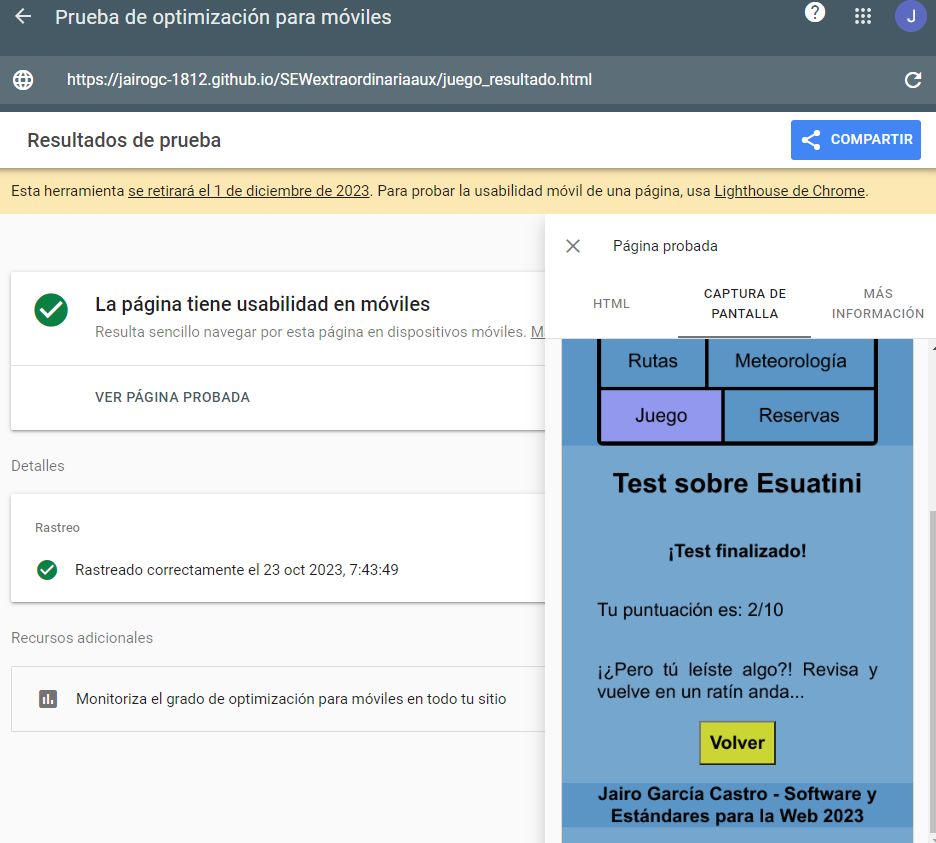 Prueba de optimización para móviles
?
J
https://jairogc-1812.github.io/SEWextraordinariaaux/juego_resultado.html
Resultados de prueba
COMPARTIR
Esta herramienta se retirará el 1 de diciembre de 2023. Para probar la usabilidad móvil de una página, usa Lighthouse de Chrome.
La página tiene usabilidad en móviles
Resulta sencillo navegar por esta página en dispositivos móviles. M
VER PÁGINA PROBADA
Detalles
Rastreo
Rastreado correctamente el 23 oct 2023, 7:43:49
Recursos adicionales
Monitoriza el grado de optimización para móviles en todo tu sitio
Página probada
HTML
CAPTURA DE
PANTALLA
MÁS
INFORMACIÓN
Rutas
Meteorología
Juego
Reservas
Test sobre Esuatini
¡Test finalizado!
Tu puntuación es: 2/10
¡¿Pero tú leíste algo?! Revisa y
vuelve en un ratín anda...
Volver
Jairo García Castro - Software y
Estándares para la Web 2023